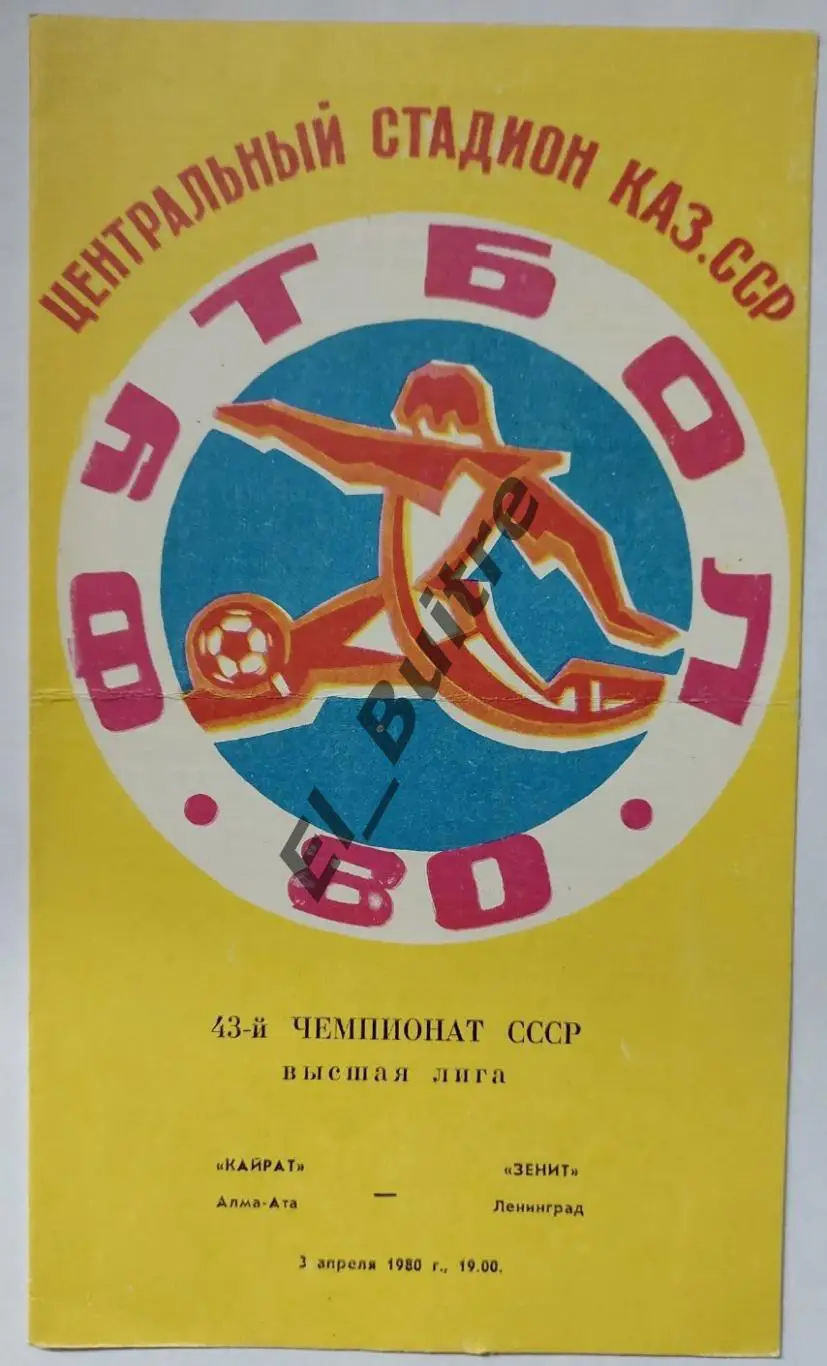 ЦЕНТРАЛЬНЫЙ СТАДИОН КАЗ.ССР
ФУТБОЛ
· 80 ·
El_Buitre
43-й ЧЕМПИОНАТ СССР
ВЫСШАЯ ЛИГА
«КАЙРАТ» — «ЗЕНИТ»
Алма-Ата Ленинград
3 апреля 1980 г., 19.00.